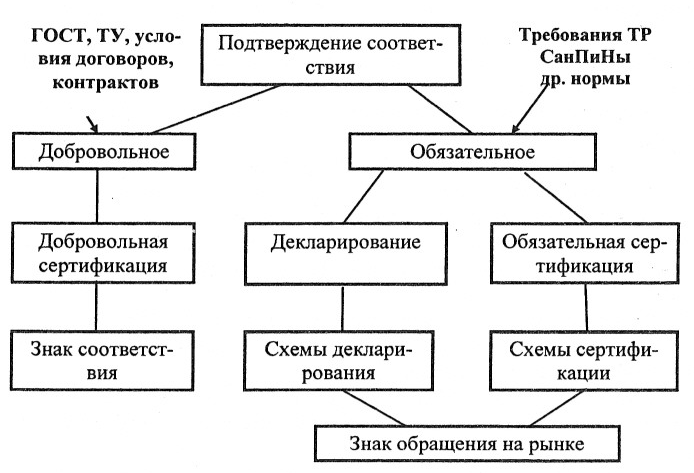 ГОСТ, ТУ, усло-
вия договоров,
контрактов
Подтверждение соответ-
ствия
Требования ТР
СанПиНы
др. нормы
Добровольное
Обязательное
Добровольная
сертификация
Декларирование
Обязательная сер-
тификация
Знак соответст-
вия
Схемы деклари-
рования
Схемы сертифи-
кации
Знак обращения на рынке